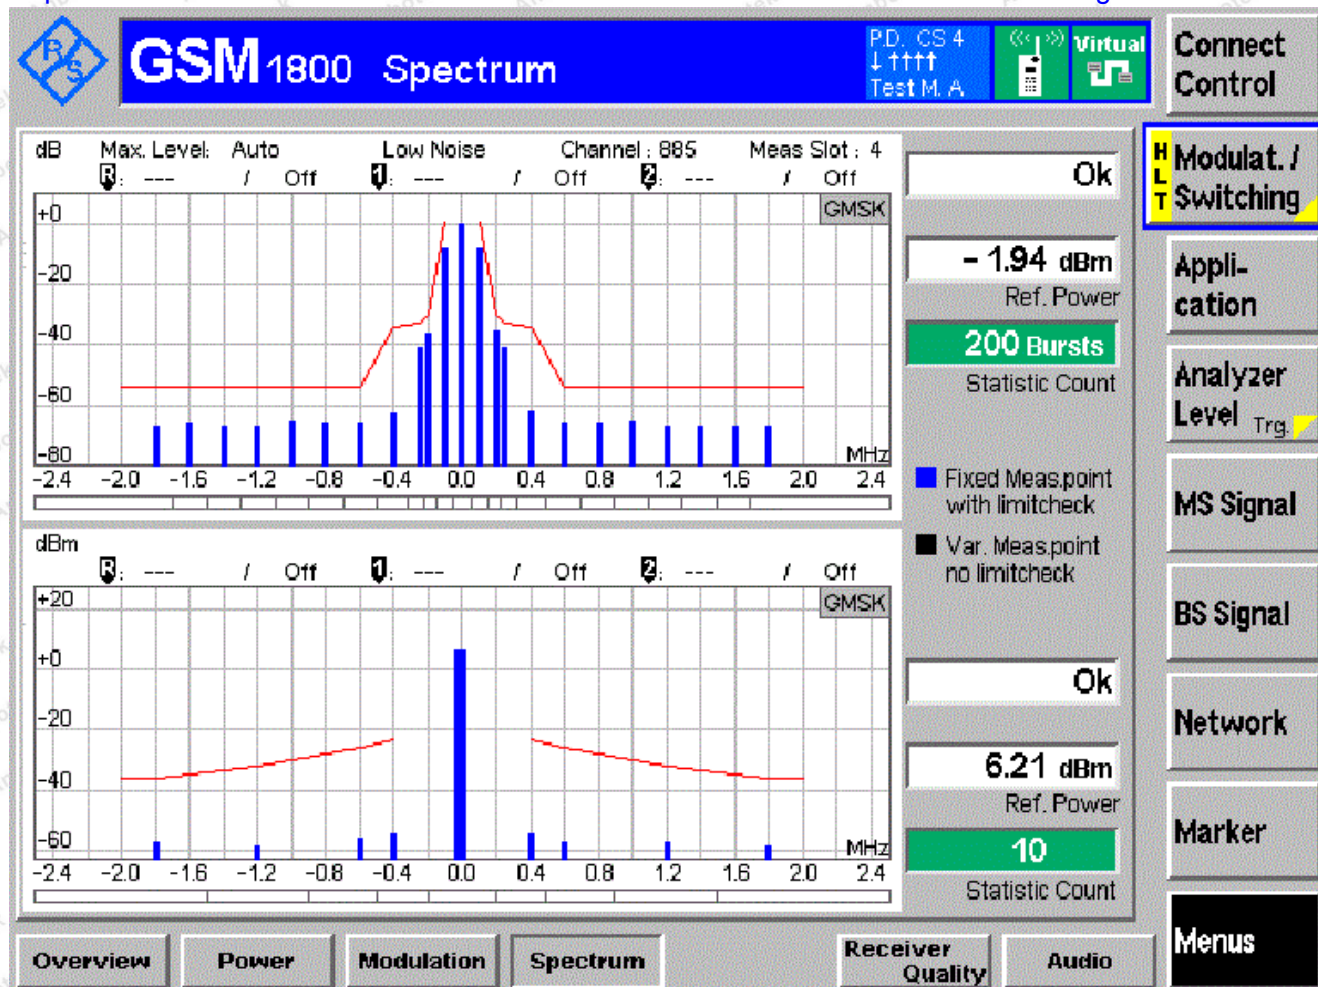 R S
GSM 1800 Spectrum
P.D. CS 4
↓ ↑↑↑↑
Test M. A.
Virtual
Connect
Control
dB Max. Level: Auto Low Noise Channel : 885 Meas Slot : 4
R: --- / Off 1: --- / Off 2: --- / Off
GMSK
+0
-20
-40
-60
-80
MHz
-2.4 -2.0 -1.6 -1.2 -0.8 -0.4 0.0 0.4 0.8 1.2 1.6 2.0 2.4
Ok
- 1.94 dBm
Ref. Power
200 Bursts
Statistic Count
Fixed Meas.point
with limitcheck
Var. Meas.point
no limitcheck
dBm
R: --- / Off 1: --- / Off 2: --- / Off
GMSK
+20
+0
-20
-40
-60
MHz
-2.4 -2.0 -1.6 -1.2 -0.8 -0.4 0.0 0.4 0.8 1.2 1.6 2.0 2.4
Ok
6.21 dBm
Ref. Power
10
Statistic Count
HLT
Modulat. /
Switching
Appli-
cation
Analyzer
Level Trg.
MS Signal
BS Signal
Network
Marker
Menus
Overview Power Modulation Spectrum Receiver Quality Audio